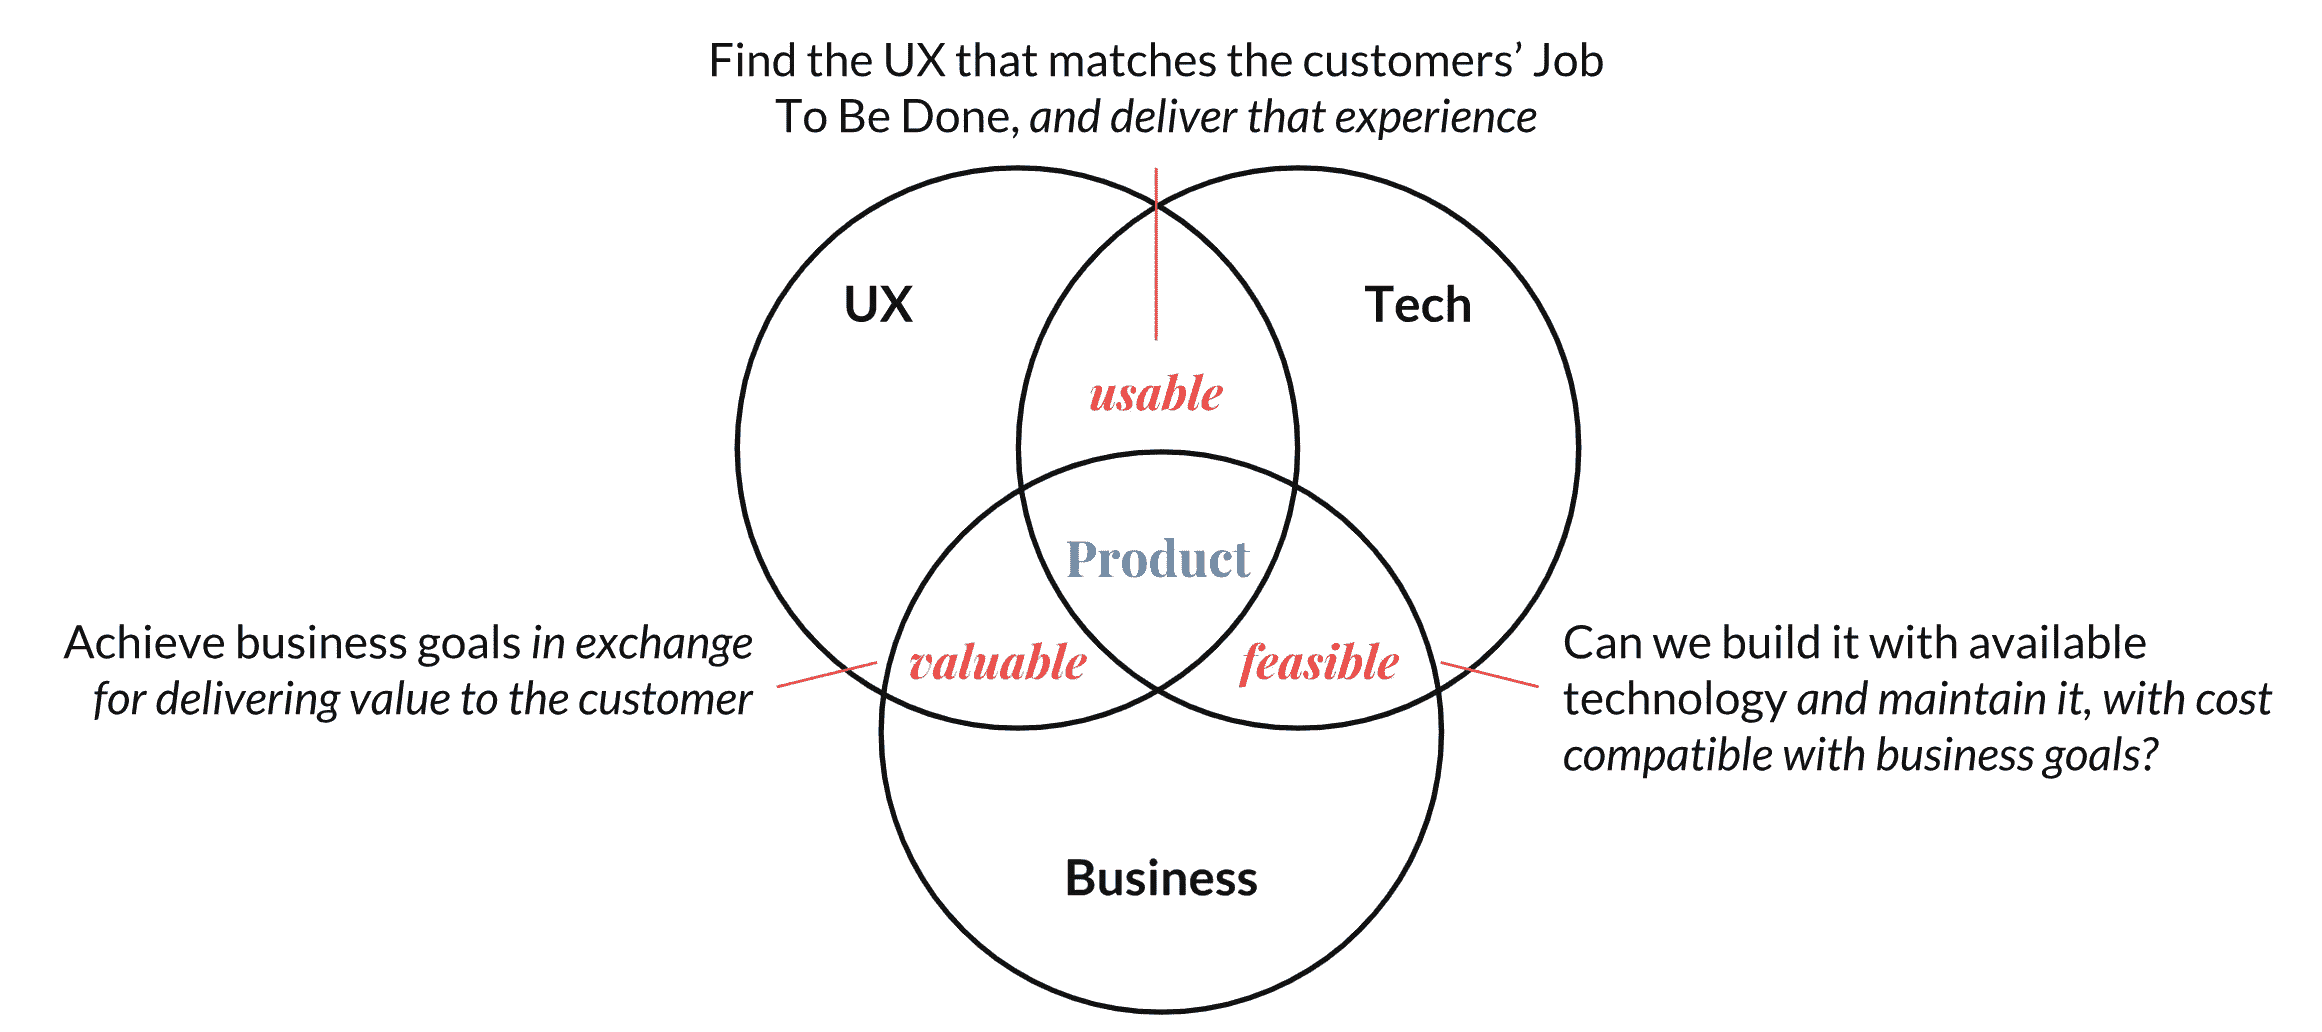 Find the UX that matches the customers’ Job
To Be Done, and deliver that experience
UX
Tech
usable
Product
valuable
feasible
Achieve business goals in exchange
for delivering value to the customer
Can we build it with available
technology and maintain it, with cost
compatible with business goals?
Business